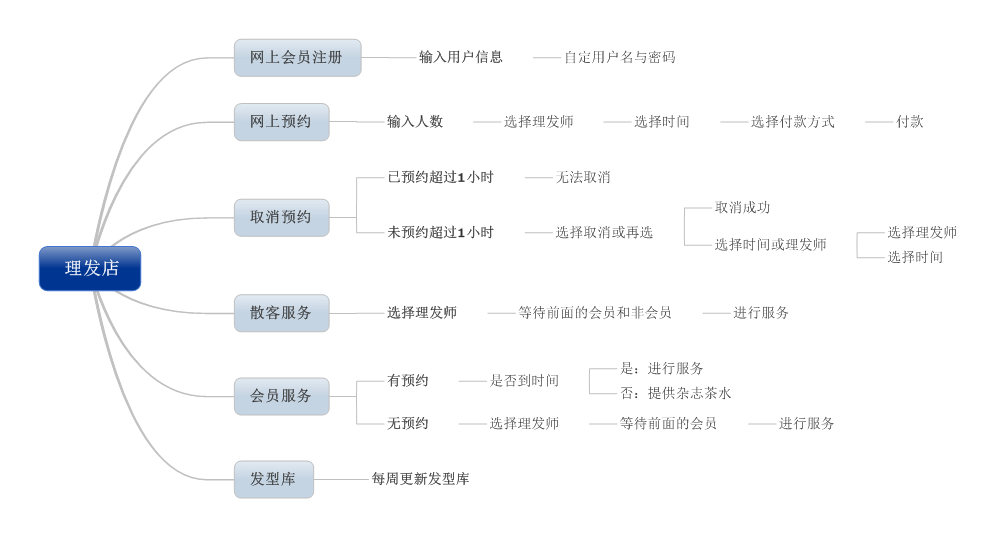 理发店
网上会员注册
输入用户信息
自定用户名与密码
网上预约
输入人数
选择理发师
选择时间
选择付款方式
付款
取消预约
已预约超过1小时
无法取消
未预约超过1小时
选择取消或再选
取消成功
选择时间或理发师
选择理发师
选择时间
散客服务
选择理发师
等待前面的会员和非会员
进行服务
会员服务
有预约
是否到时间
是：进行服务
否：提供杂志茶水
无预约
选择理发师
等待前面的会员
进行服务
发型库
每周更新发型库